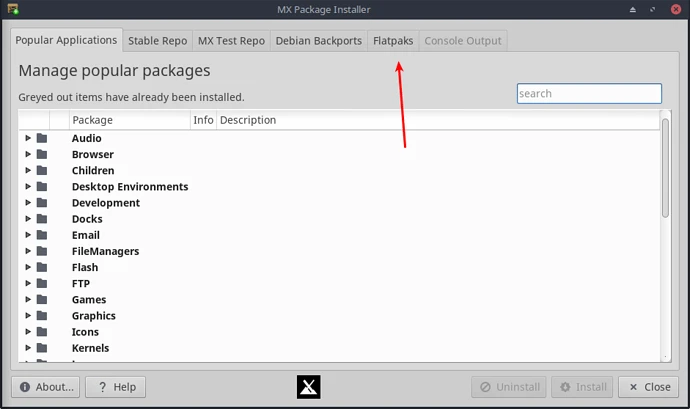 MX Package Installer
Popular Applications Stable Repo MX Test Repo Debian Backports Flatpaks Console Output
Manage popular packages
Greyed out items have already been installed.
search
Package Info Description
Audio
Browser
Children
Desktop Environments
Development
Docks
Email
FileManagers
Flash
FTP
Games
Graphics
Icons
Kernels
About... ? Help Uninstall Install Close